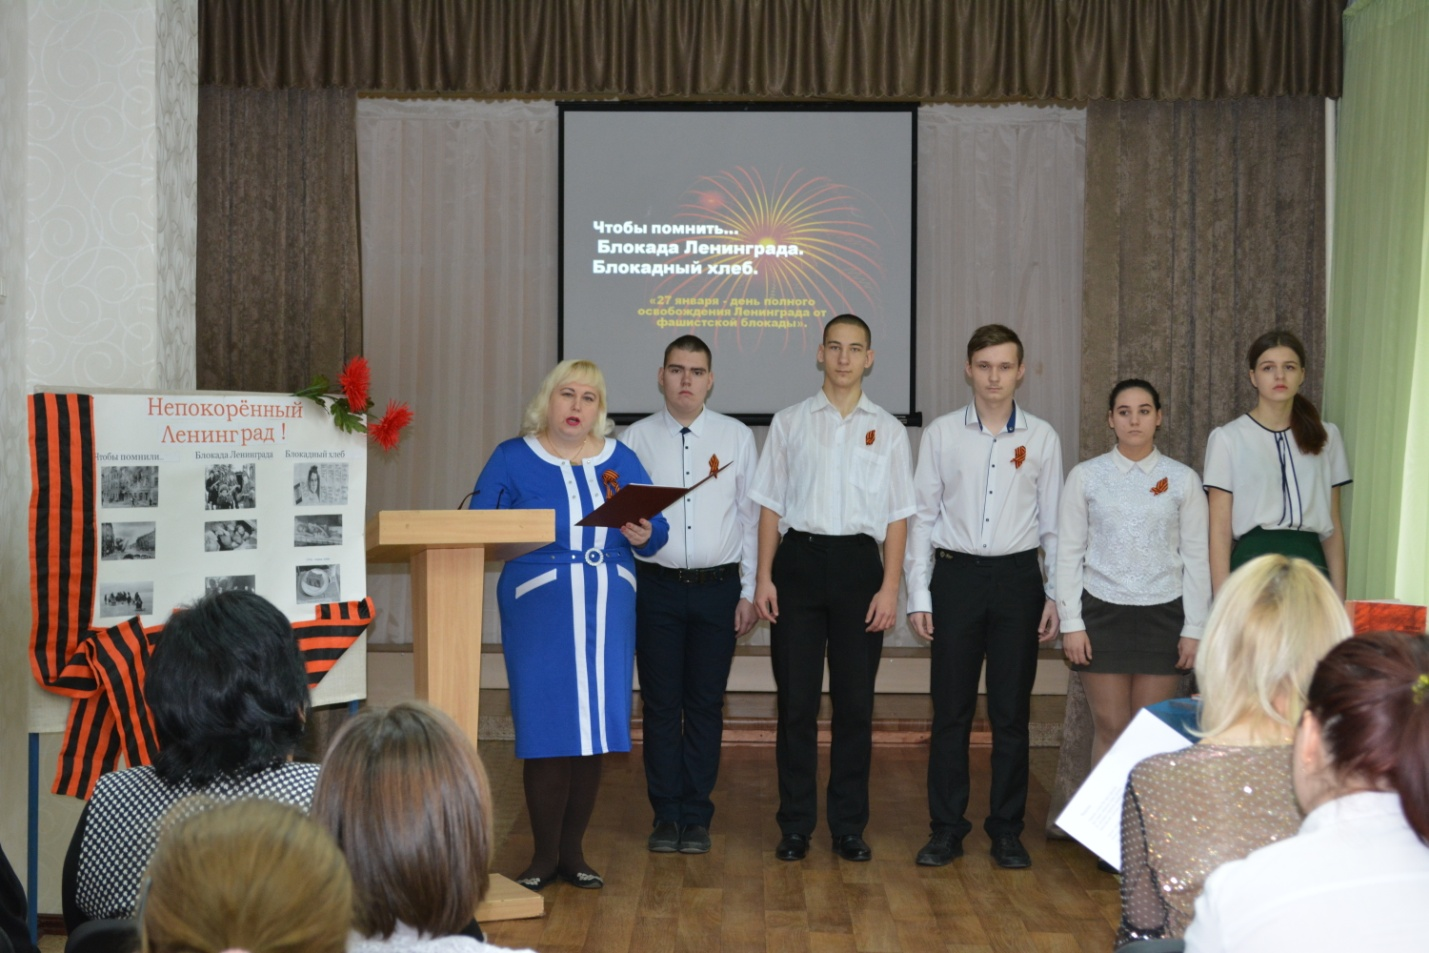 Чтобы помнить...
Блокада Ленинграда.
Блокадный хлеб.
«27 января - день полного
освобождения Ленинграда от
фашистской блокады».
Непокорённый
Ленинград !
Чтобы помнили..
Блокада Ленинграда
Блокадный хлеб